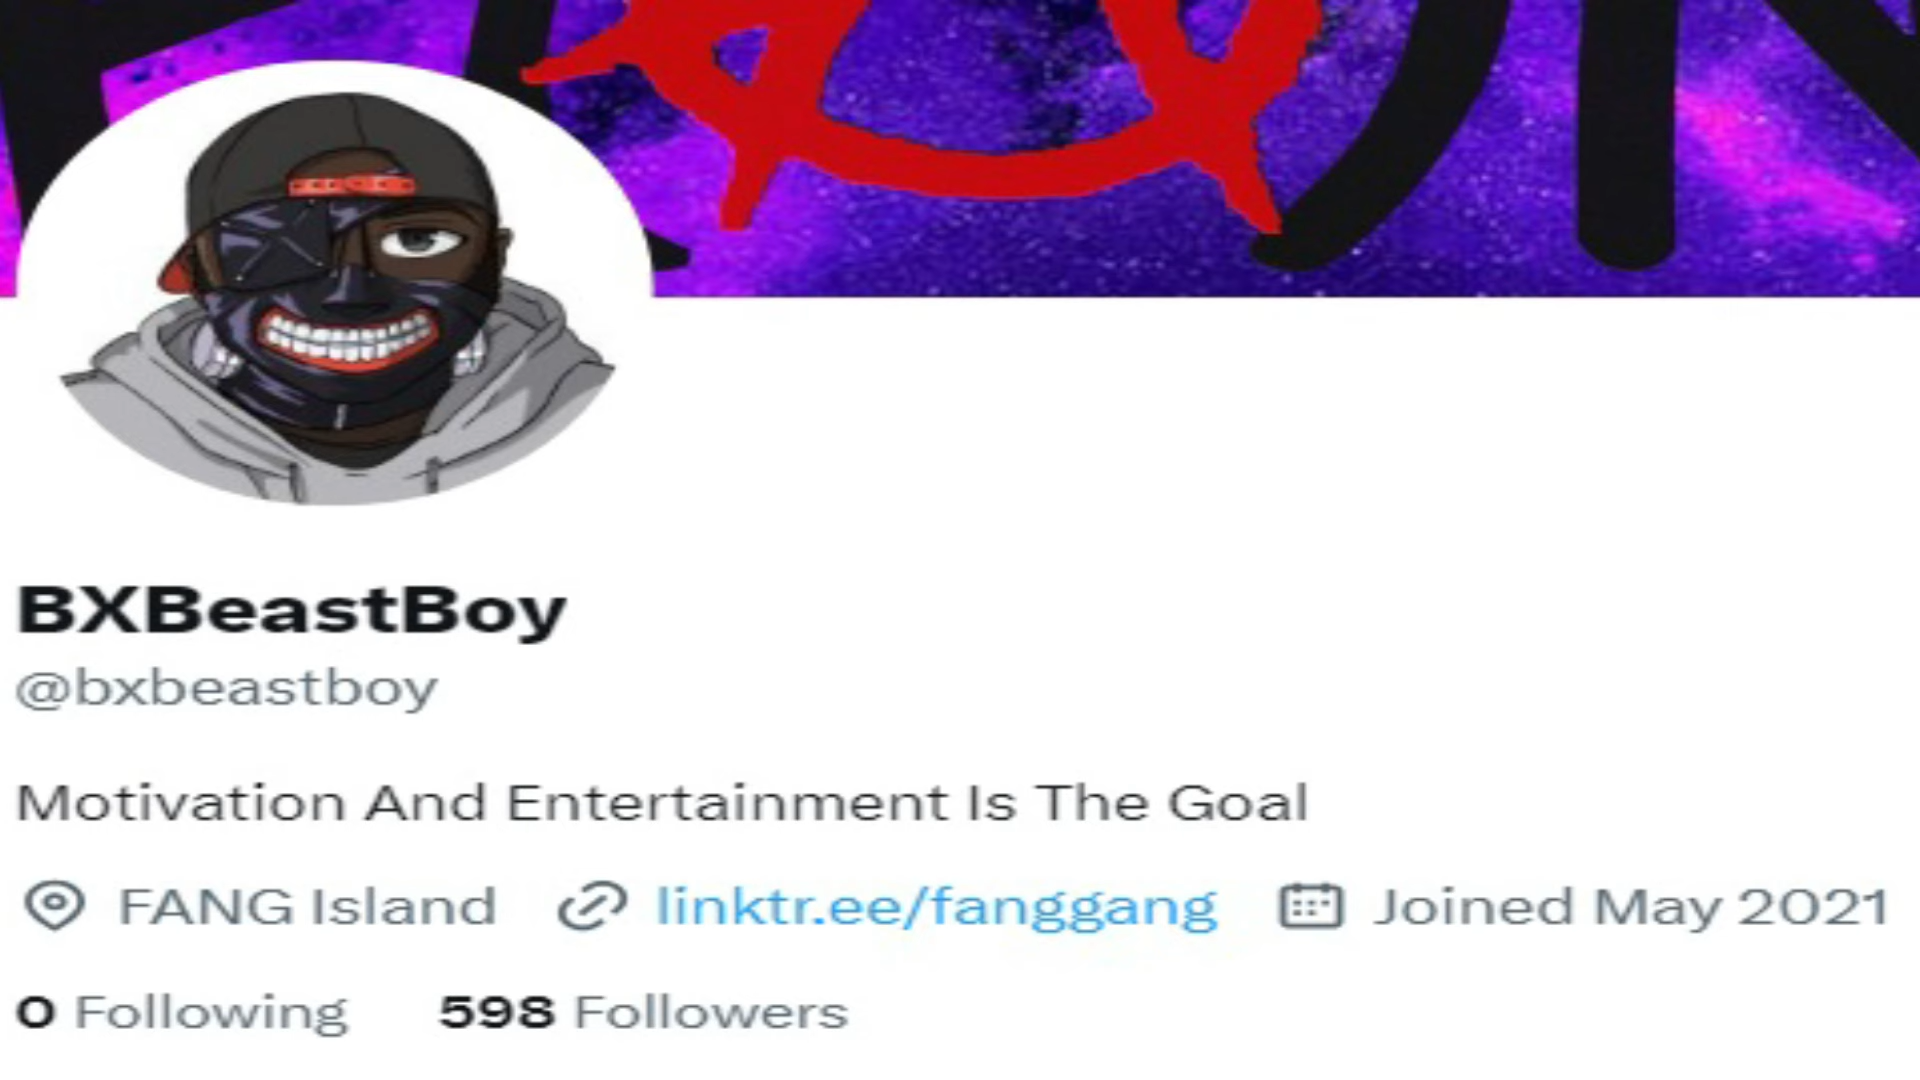 BXBeastBoy
@bxbeastboy
Motivation And Entertainment Is The Goal
FANG Island linktr.ee/fanggang Joined May 2021
0 Following 598 Followers